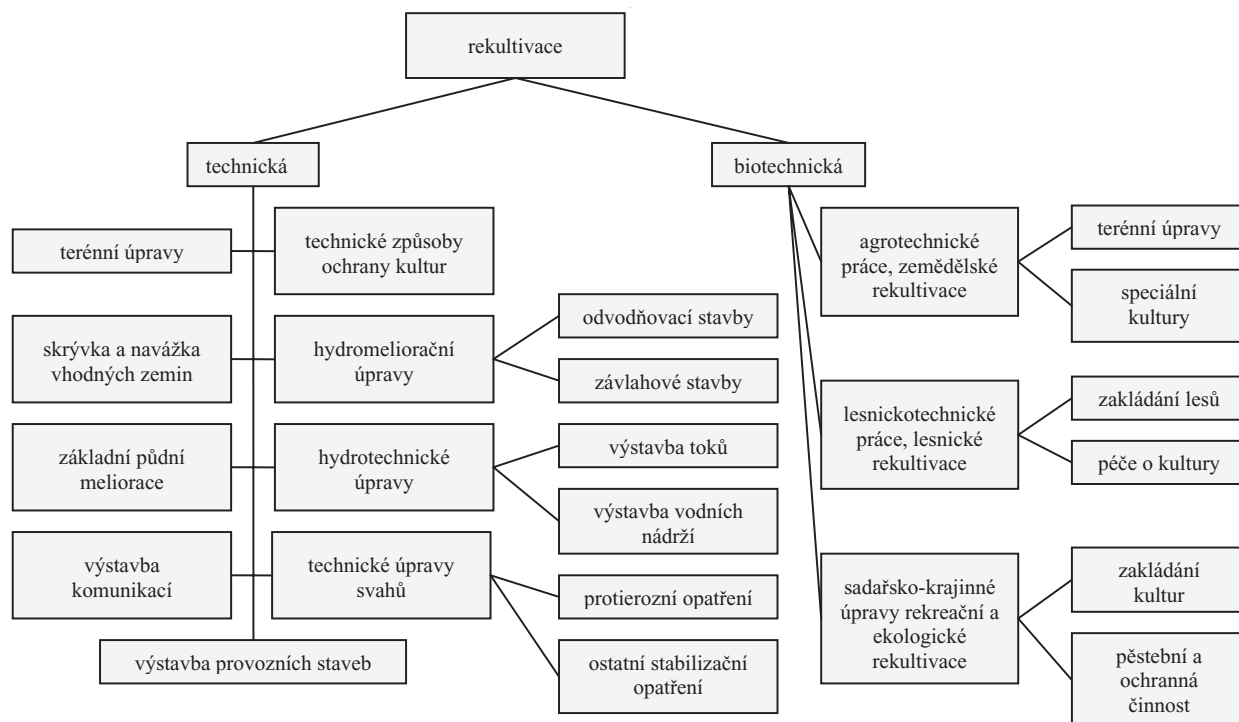 rekultivace
technická
biotechnická
terénní úpravy
technické způsoby
ochrany kultur
skrývka a navážka
vhodných zemin
hydromeliorační
úpravy
odvodňovací stavby
závlahové stavby
základní půdní
meliorace
hydrotechnické
úpravy
výstavba toků
výstavba vodních
nádrží
výstavba
komunikací
technické úpravy
svahů
protierozní opatření
ostatní stabilizační
opatření
výstavba provozních staveb
agrotechnické
práce, zemědělské
rekultivace
terénní úpravy
speciální
kultury
lesnickotechnické
práce, lesnické
rekultivace
zakládání lesů
péče o kultury
sadařsko-krajinné
úpravy rekreační a
ekologické
rekultivace
zakládání
kultur
pěstební a
ochranná
činnost